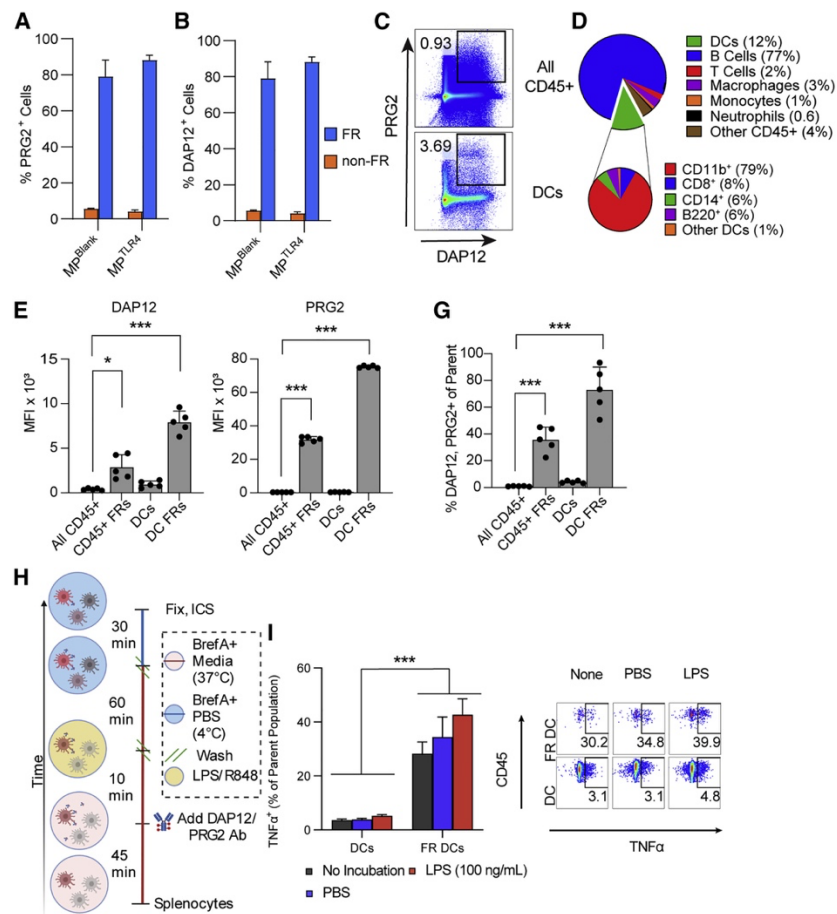 A
% PRG2+ Cells
100
80
60
40
20
0
MPBlank
MPTLR4
B
% DAP12+ Cells
100
80
60
40
20
0
MPBlank
MPTLR4
FR
non-FR
C
PRG2
0.93
3.69
DAP12
D
All
CD45+
DCs (12%)
B Cells (77%)
T Cells (2%)
Macrophages (3%)
Monocytes (1%)
Neutrophils (0.6)
Other CD45+ (4%)
DCs
CD11b+ (79%)
CD8+ (8%)
CD14+ (6%)
B220+ (6%)
Other DCs (1%)
E
DAP12
***
*
MFI x 10³
15
10
5
0
All CD45+
CD45+ FRs
DCs
DC FRs
PRG2
***
***
MFI x 10³
80
60
40
20
0
All CD45+
CD45+ FRs
DCs
DC FRs
G
***
***
% DAP12, PRG2+ of Parent
100
80
60
40
20
0
All CD45+
CD45+ FRs
DCs
DC FRs
H
Time
30
min
60
min
10
min
45
min
Fix, ICS
BrefA+
Media
(37°C)
BrefA+
PBS
(4°C)
Wash
LPS/R848
Add DAP12/
PRG2 Ab
Splenocytes
I
***
TNFα+ (% of Parent Population)
60
40
20
0
DCs
FR DCs
No Incubation
LPS (100 ng/mL)
PBS
None
PBS
LPS
CD45
FR DC
30.2
34.8
39.9
DC
3.1
3.1
4.8
TNFα